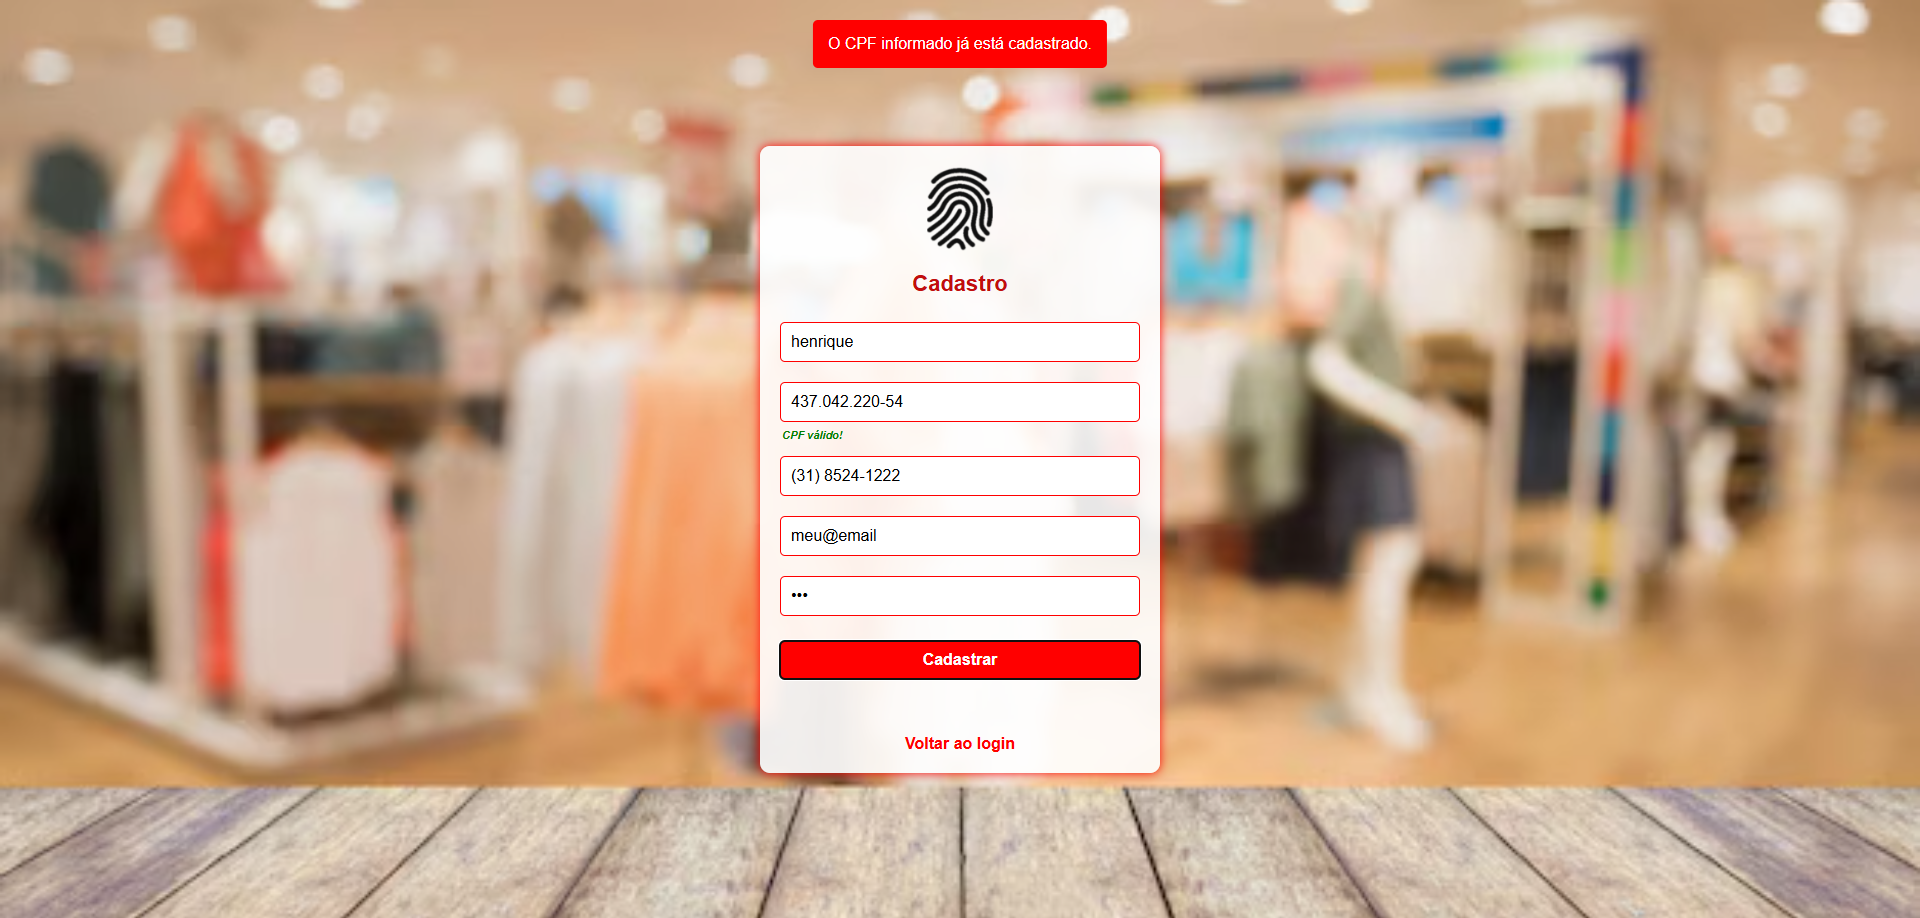 O CPF informado já está cadastrado.
Cadastro
henrique
437.042.220-54
CPF válido!
(31) 8524-1222
meu@email
•••
Cadastrar
Voltar ao login